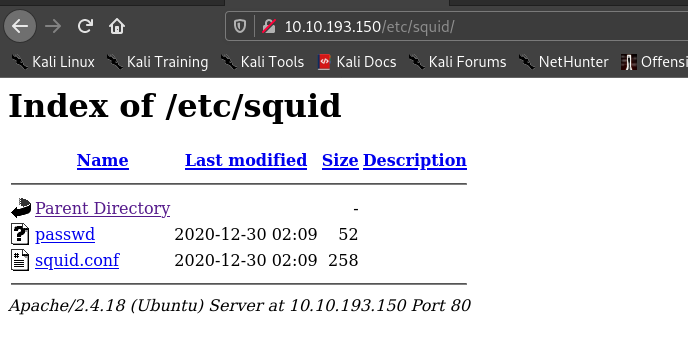 10.10.193.150/etc/squid/
Kali Linux Kali Training Kali Tools Kali Docs Kali Forums NetHunter Offensi
Index of /etc/squid
Name Last modified Size Description
Parent Directory -
passwd 2020-12-30 02:09 52
squid.conf 2020-12-30 02:09 258
Apache/2.4.18 (Ubuntu) Server at 10.10.193.150 Port 80